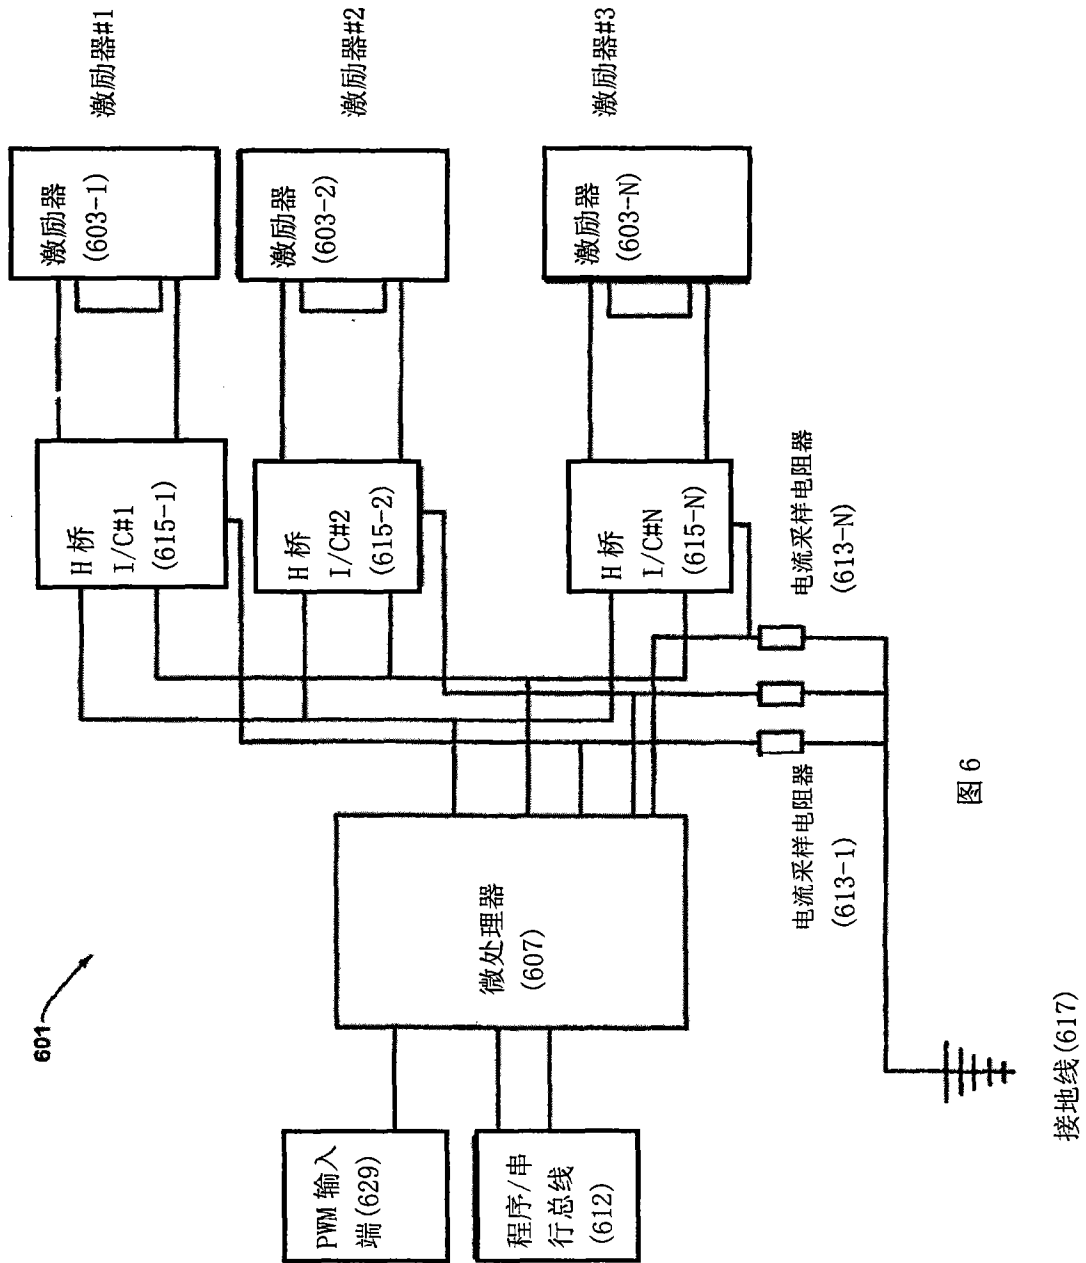 激励器#1
激励器#2
激励器#3
激励器
(603-1)
激励器
(603-2)
激励器
(603-N)
H 桥
I/C#1
(615-1)
H 桥
I/C#2
(615-2)
H 桥
I/C#N
(615-N)
电流采样电阻器
(613-N)
电流采样电阻器
(613-1)
微处理器
(607)
601
PWM 输入
端(629)
程序/串
行总线
(612)
接地线(617)
图 6